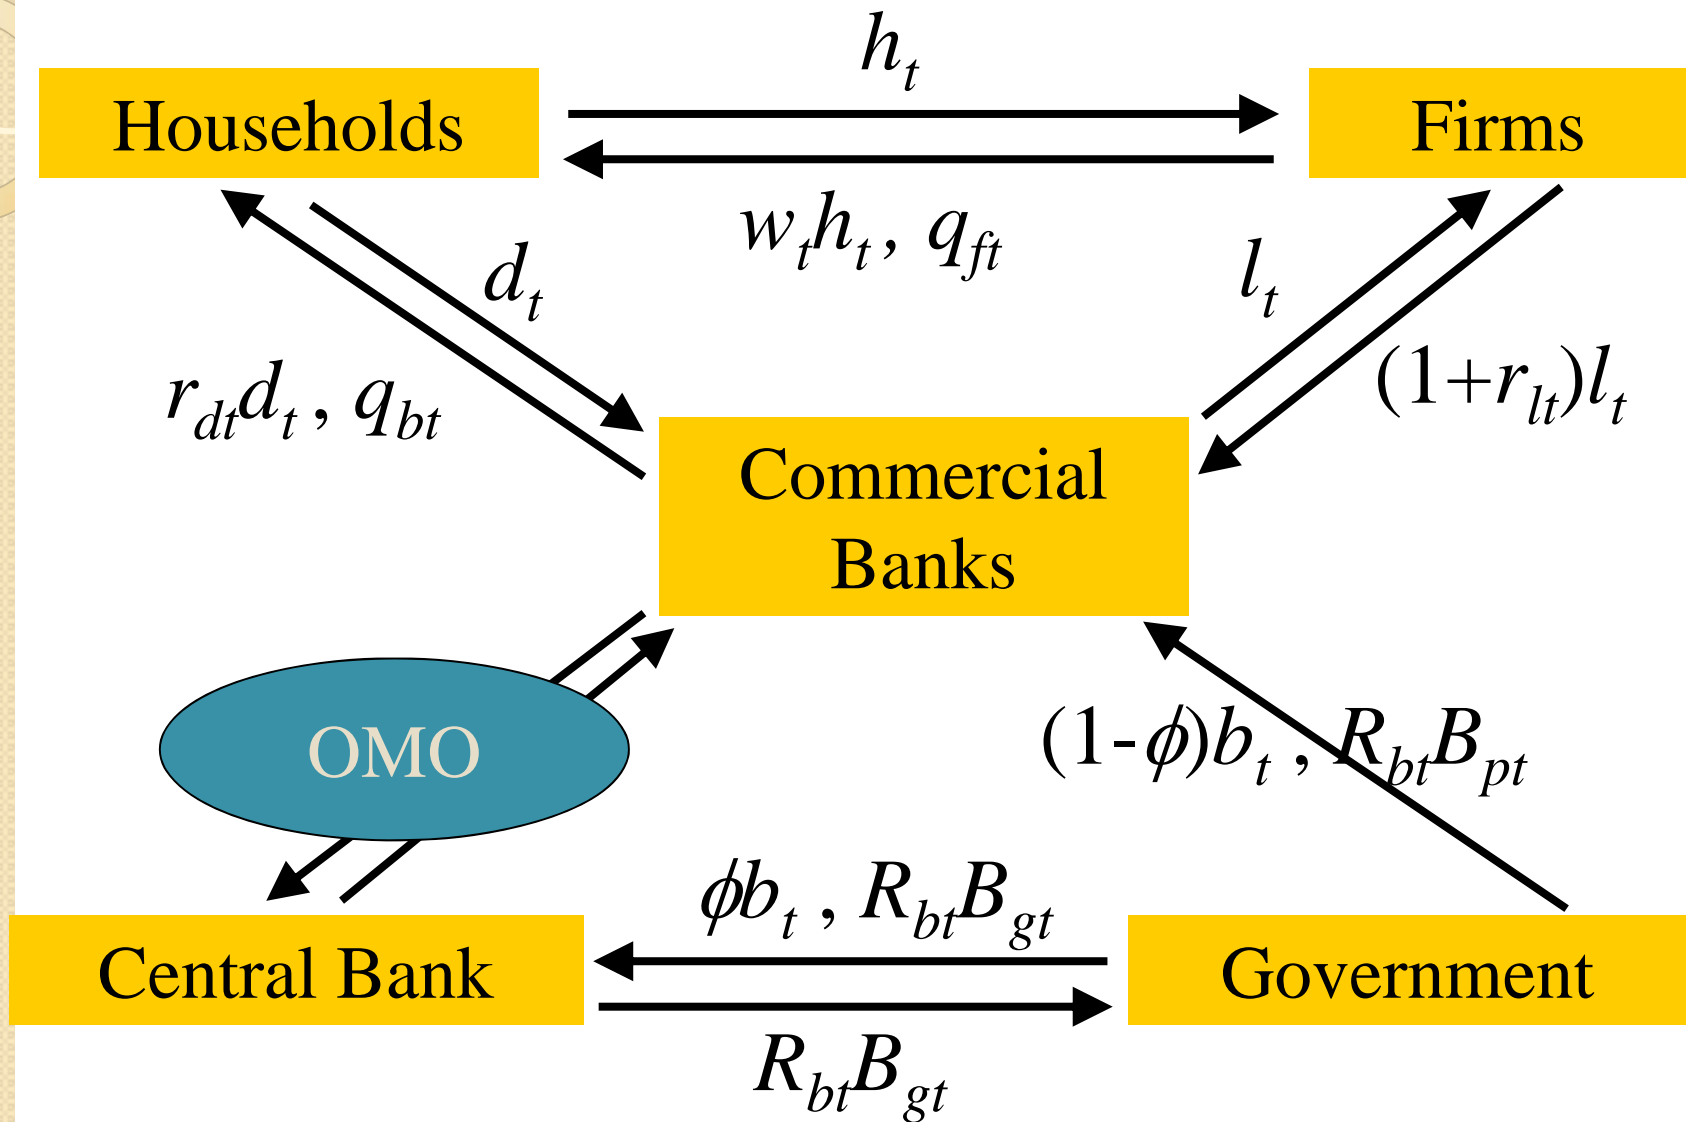 h_t
Households
Firms
w_t h_t, q_ft
d_t
l_t
r_dt d_t, q_bt
(1+r_lt)l_t
Commercial
Banks
OMO
(1-ϕ)b_t, R_bt B_pt
ϕb_t, R_bt B_gt
Central Bank
Government
R_bt B_gt